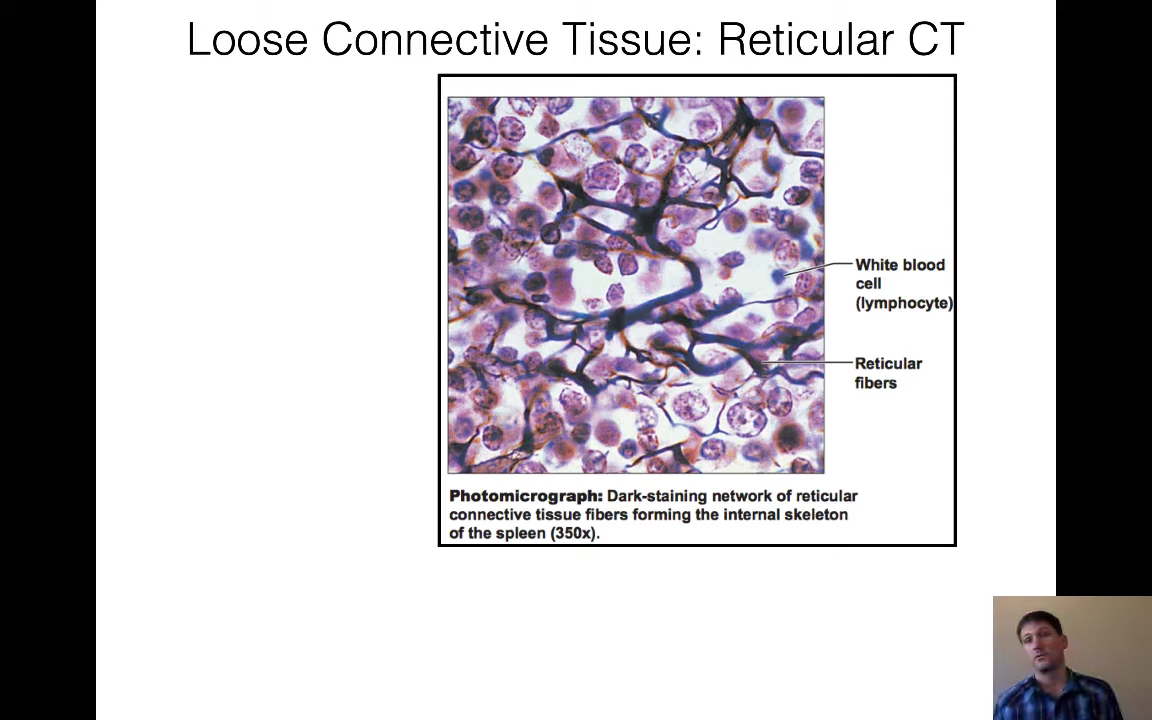 Loose Connective Tissue: Reticular CT
White blood
cell
(lymphocyte)
Reticular
fibers
Photomicrograph: Dark-staining network of reticular
connective tissue fibers forming the internal skeleton
of the spleen (350x).